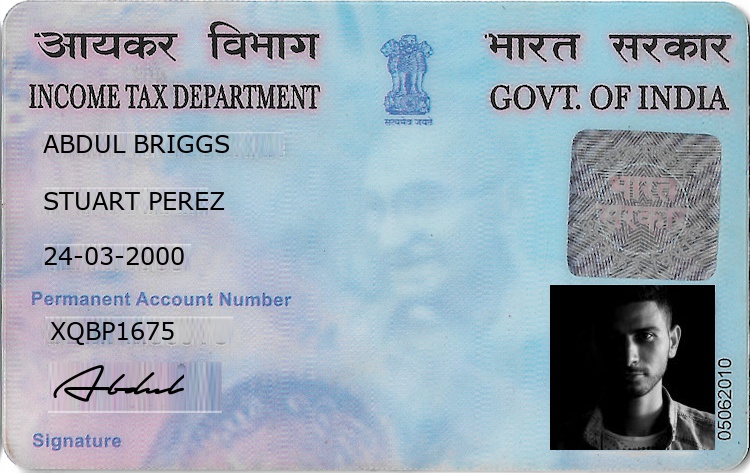 आयकर विभाग
भारत सरकार
INCOME TAX DEPARTMENT
GOVT. OF INDIA
सत्यमेव जयते
ABDUL BRIGGS
STUART PEREZ
24-03-2000
भारत
सरकार
Permanent Account Number
XQBP1675
Abdul
Signature
05062010